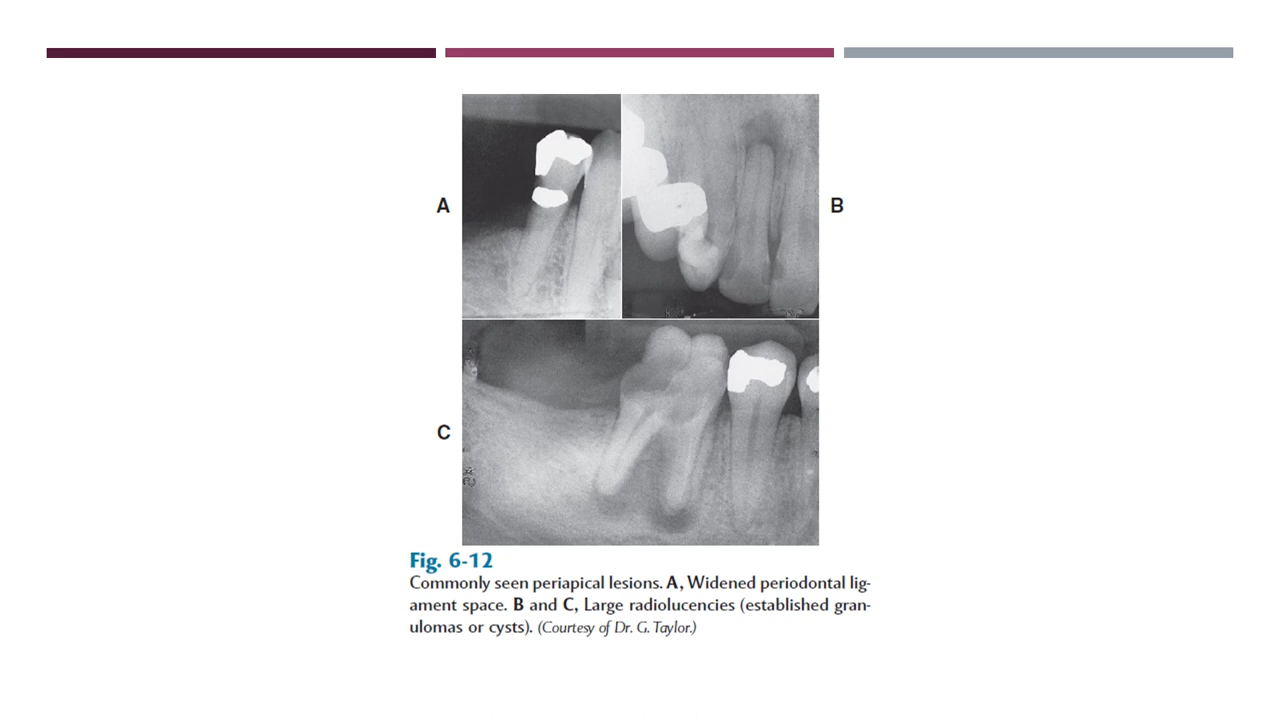 A
B
C
Fig. 6-12
Commonly seen periapical lesions. A, Widened periodontal lig-
ament space. B and C, Large radiolucencies (established gran-
ulomas or cysts). (Courtesy of Dr. G. Taylor.)